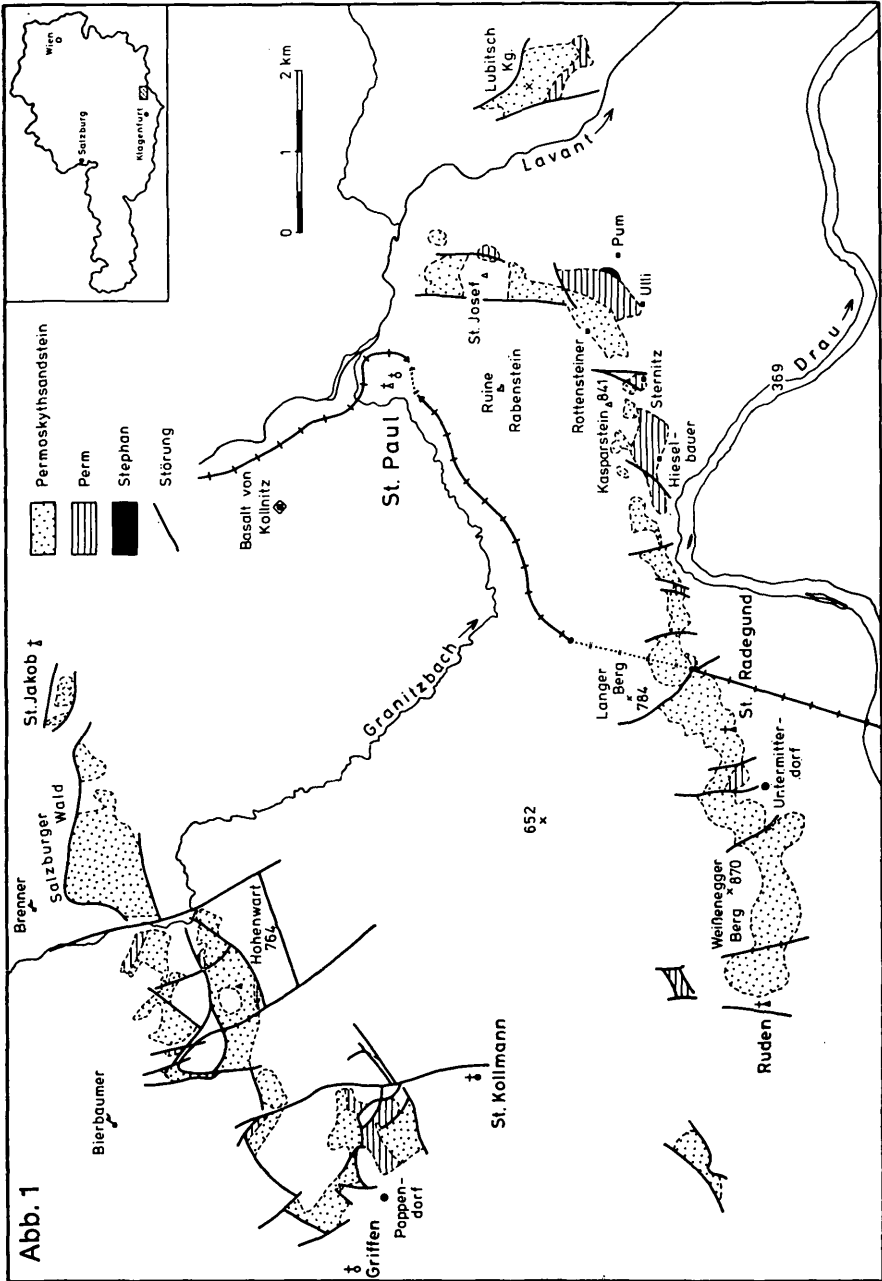 Abb. 1
Wien
Salzburg
Klagenfurt
Permoskythsandstein
Perm
Stephan
Störung
0 1 2 km
St. Jakob
Brenner
Salzburger
Wald
Bierbaumer
Hohenwart
764
Granitzbach
Basalt von
Kollnitz
St. Paul
Lubitsch
Kg.
Lavant
St. Josef
Ruine
Rabenstein
Pum
Ulli
Rottensteiner
Kasparstein 841
Sternitz
Hiesel-
bauer
Griffen
Poppen-
dorf
St. Kollmann
652
Langer
Berg
784
St. Radegund
369
Drau
Untermitter-
dorf
Weißenegger
Berg 870
Ruden